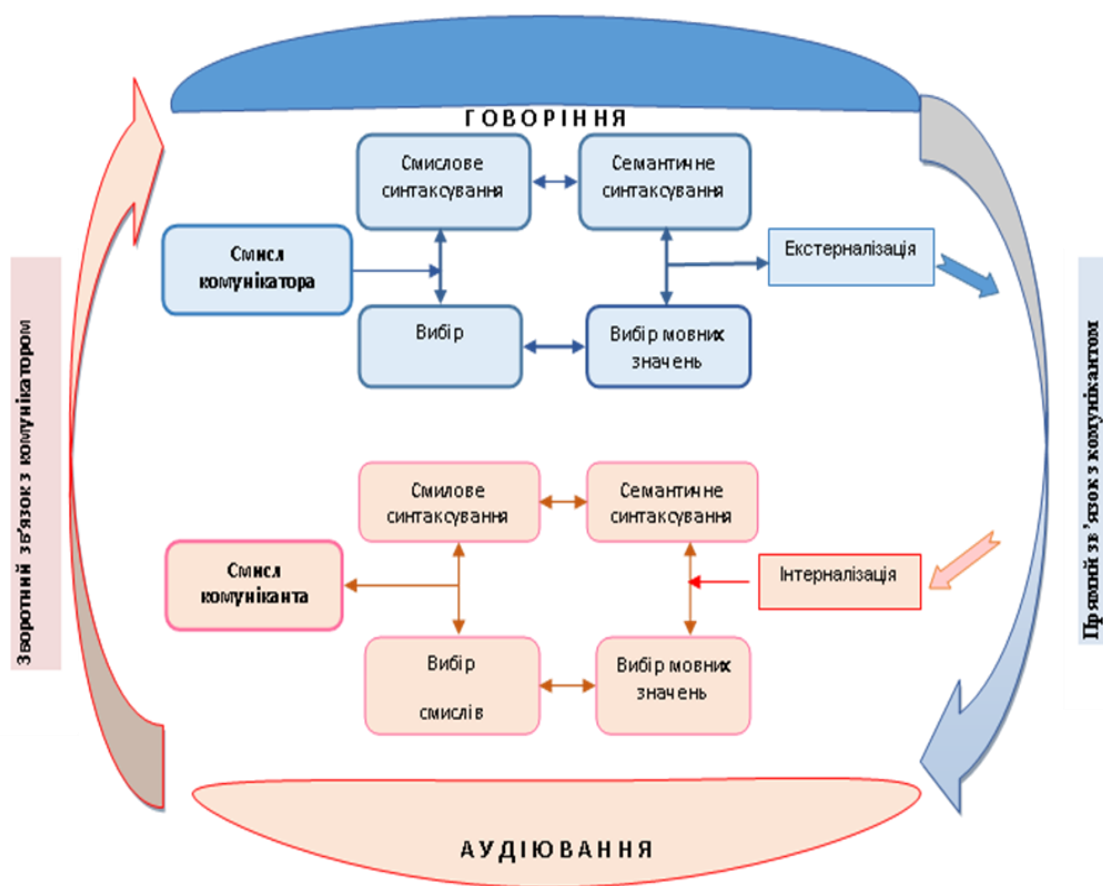 ГОВОРІННЯ
Смислове
синтаксування
Семантичне
синтаксування
Смисл
комунікатора
Екстерналізація
Вибір
Вибір мовних
значень
Зворотний зв'язок з комунікатором
Прямий зв'язок з комунікантом
Смилове
синтаксування
Семантичне
синтаксування
Смисл
комуніканта
Інтерналізація
Вибір
смислів
Вибір мовних
значень
АУДІЮВАННЯ